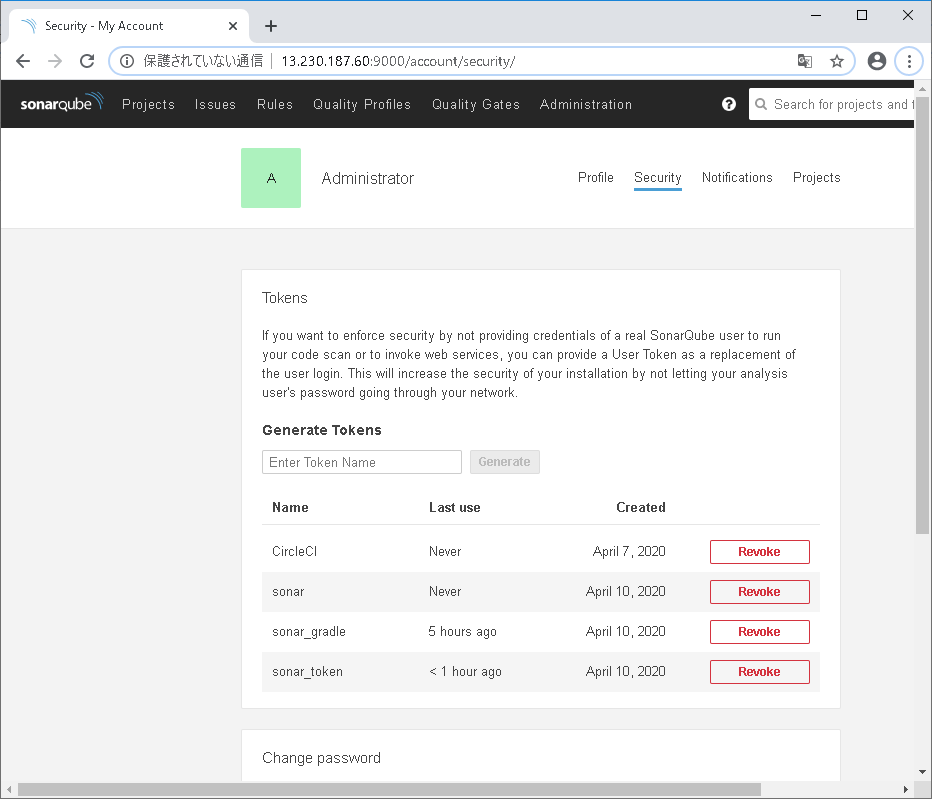 Security - My Account
保護されていない通信 13.230.187.60:9000/account/security/
sonarqube Projects Issues Rules Quality Profiles Quality Gates Administration ? Search for projects and f
A Administrator Profile Security Notifications Projects
Tokens
If you want to enforce security by not providing credentials of a real SonarQube user to run
your code scan or to invoke web services, you can provide a User Token as a replacement of
the user login. This will increase the security of your installation by not letting your analysis
user's password going through your network.
Generate Tokens
Enter Token Name Generate
Name Last use Created
CircleCI Never April 7, 2020 Revoke
sonar Never April 10, 2020 Revoke
sonar_gradle 5 hours ago April 10, 2020 Revoke
sonar_token < 1 hour ago April 10, 2020 Revoke
Change password